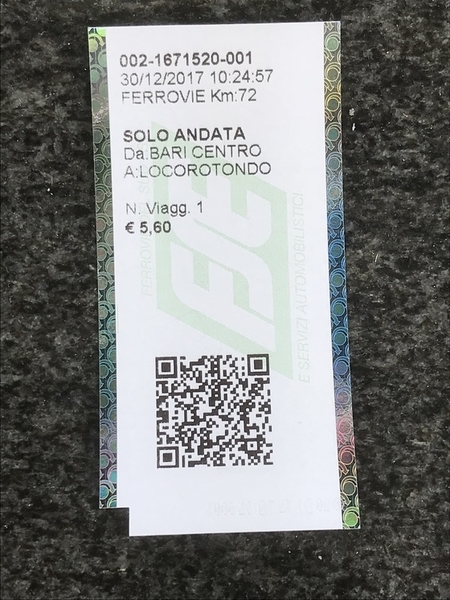 002-1671520-001
30/12/2017 10:24:57
FERROVIE Km:72
SOLO ANDATA
Da:BARI CENTRO
A:LOCOROTONDO
N. Viagg. 1
€ 5,60
E SERVIZI AUTOMOBILISTICI